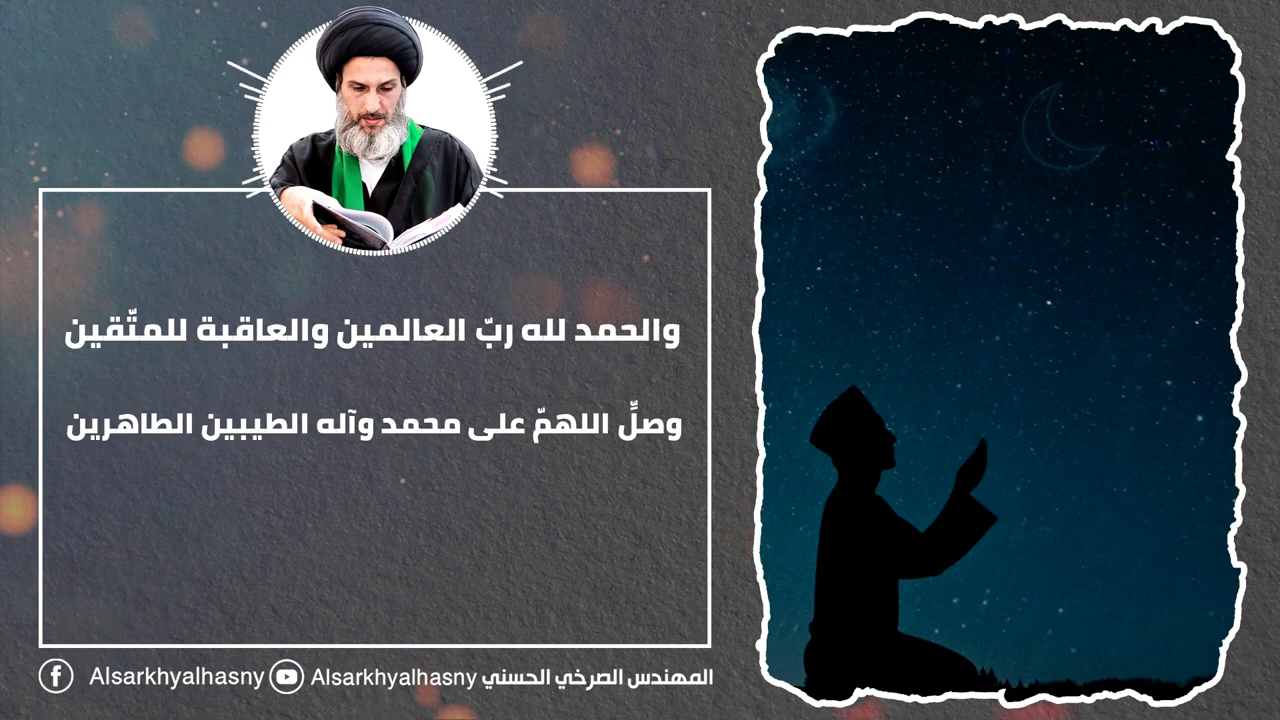 والحمد لله ربّ العالمين والعاقبة للمتّقين
وصلِّ اللهمّ على محمد وآله الطيبين الطاهرين
Alsarkhyalhasny Alsarkhyalhasny المهندس الصرخي الحسني